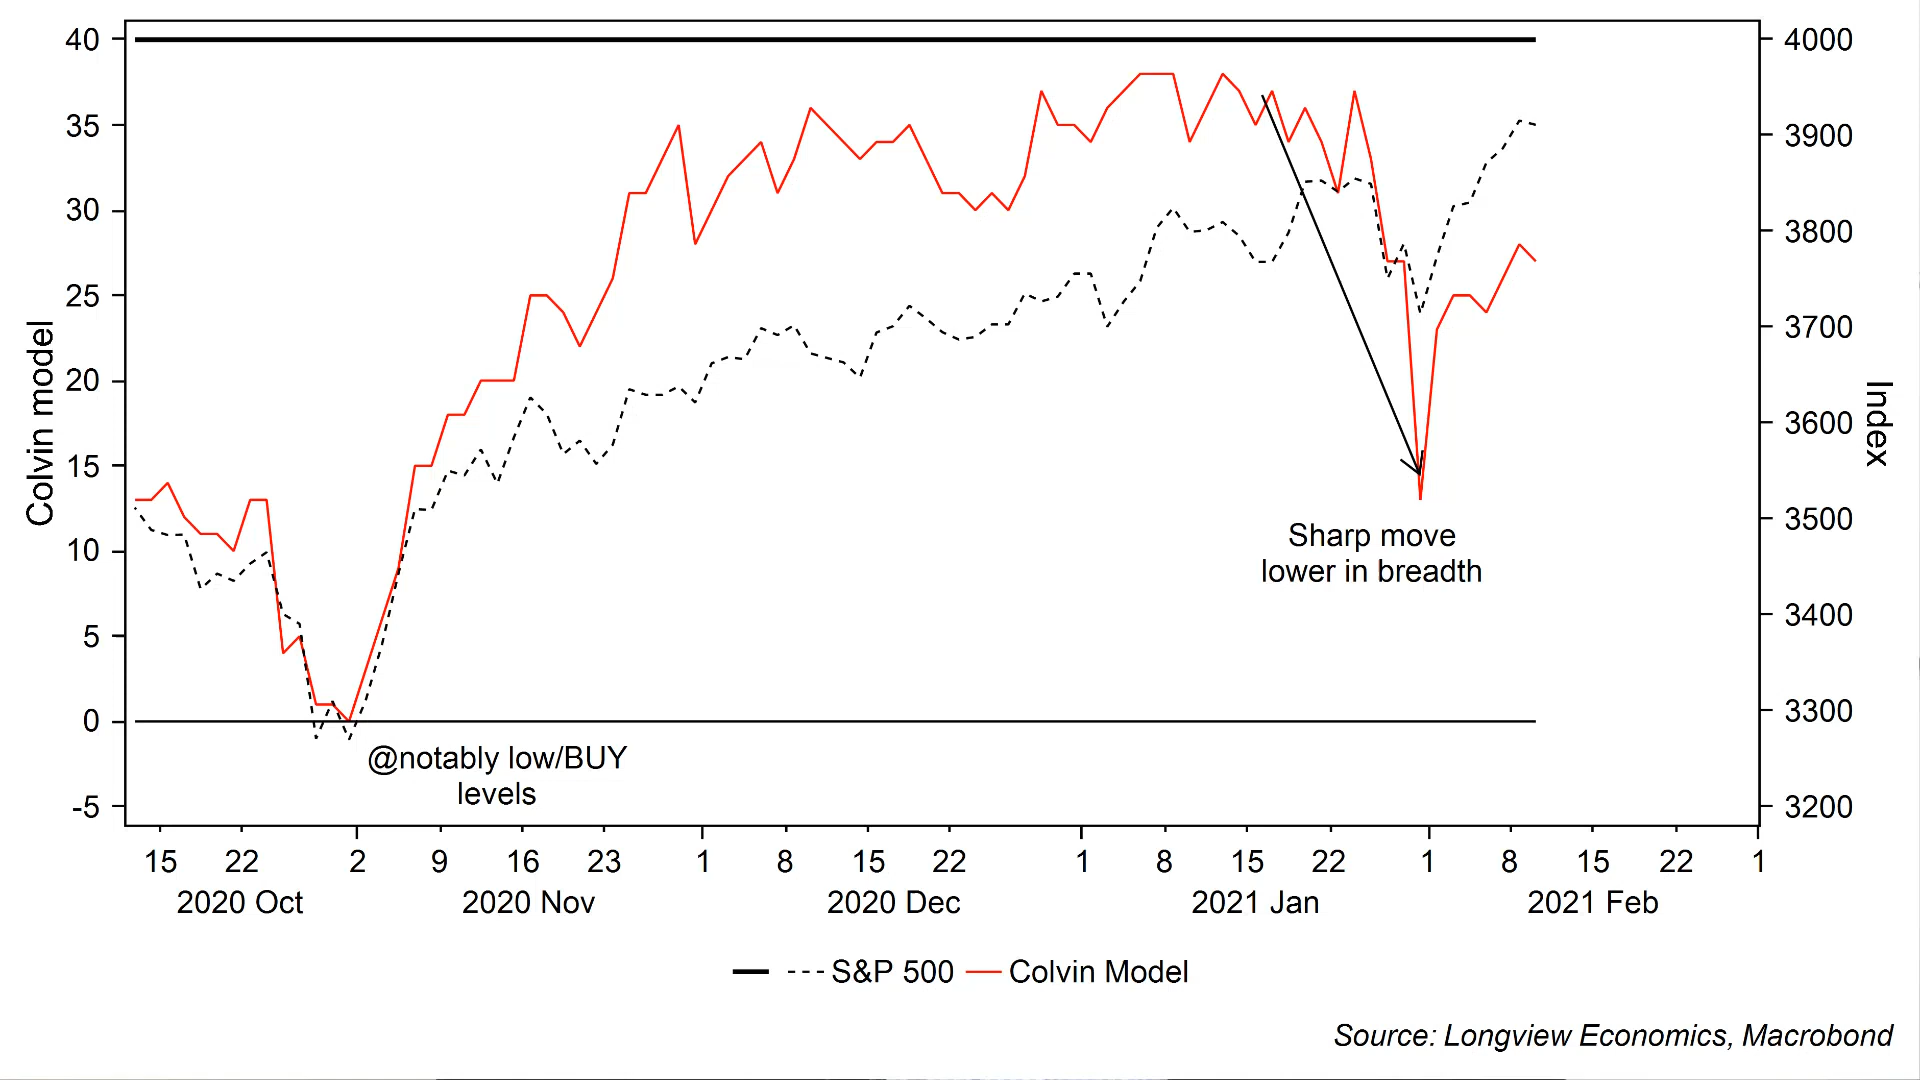 40
35
30
25
20
15
10
5
0
-5
Colvin model
4000
3900
3800
3700
3600
3500
3400
3300
3200
Index
Sharp move
lower in breadth
@notably low/BUY
levels
15 22 2 9 16 23 1 8 15 22 1 8 15 22 1 8 15 22 1
2020 Oct 2020 Nov 2020 Dec 2021 Jan 2021 Feb
S&P 500 Colvin Model
Source: Longview Economics, Macrobond